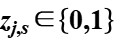 z_{j,s} ∈ {0,1}